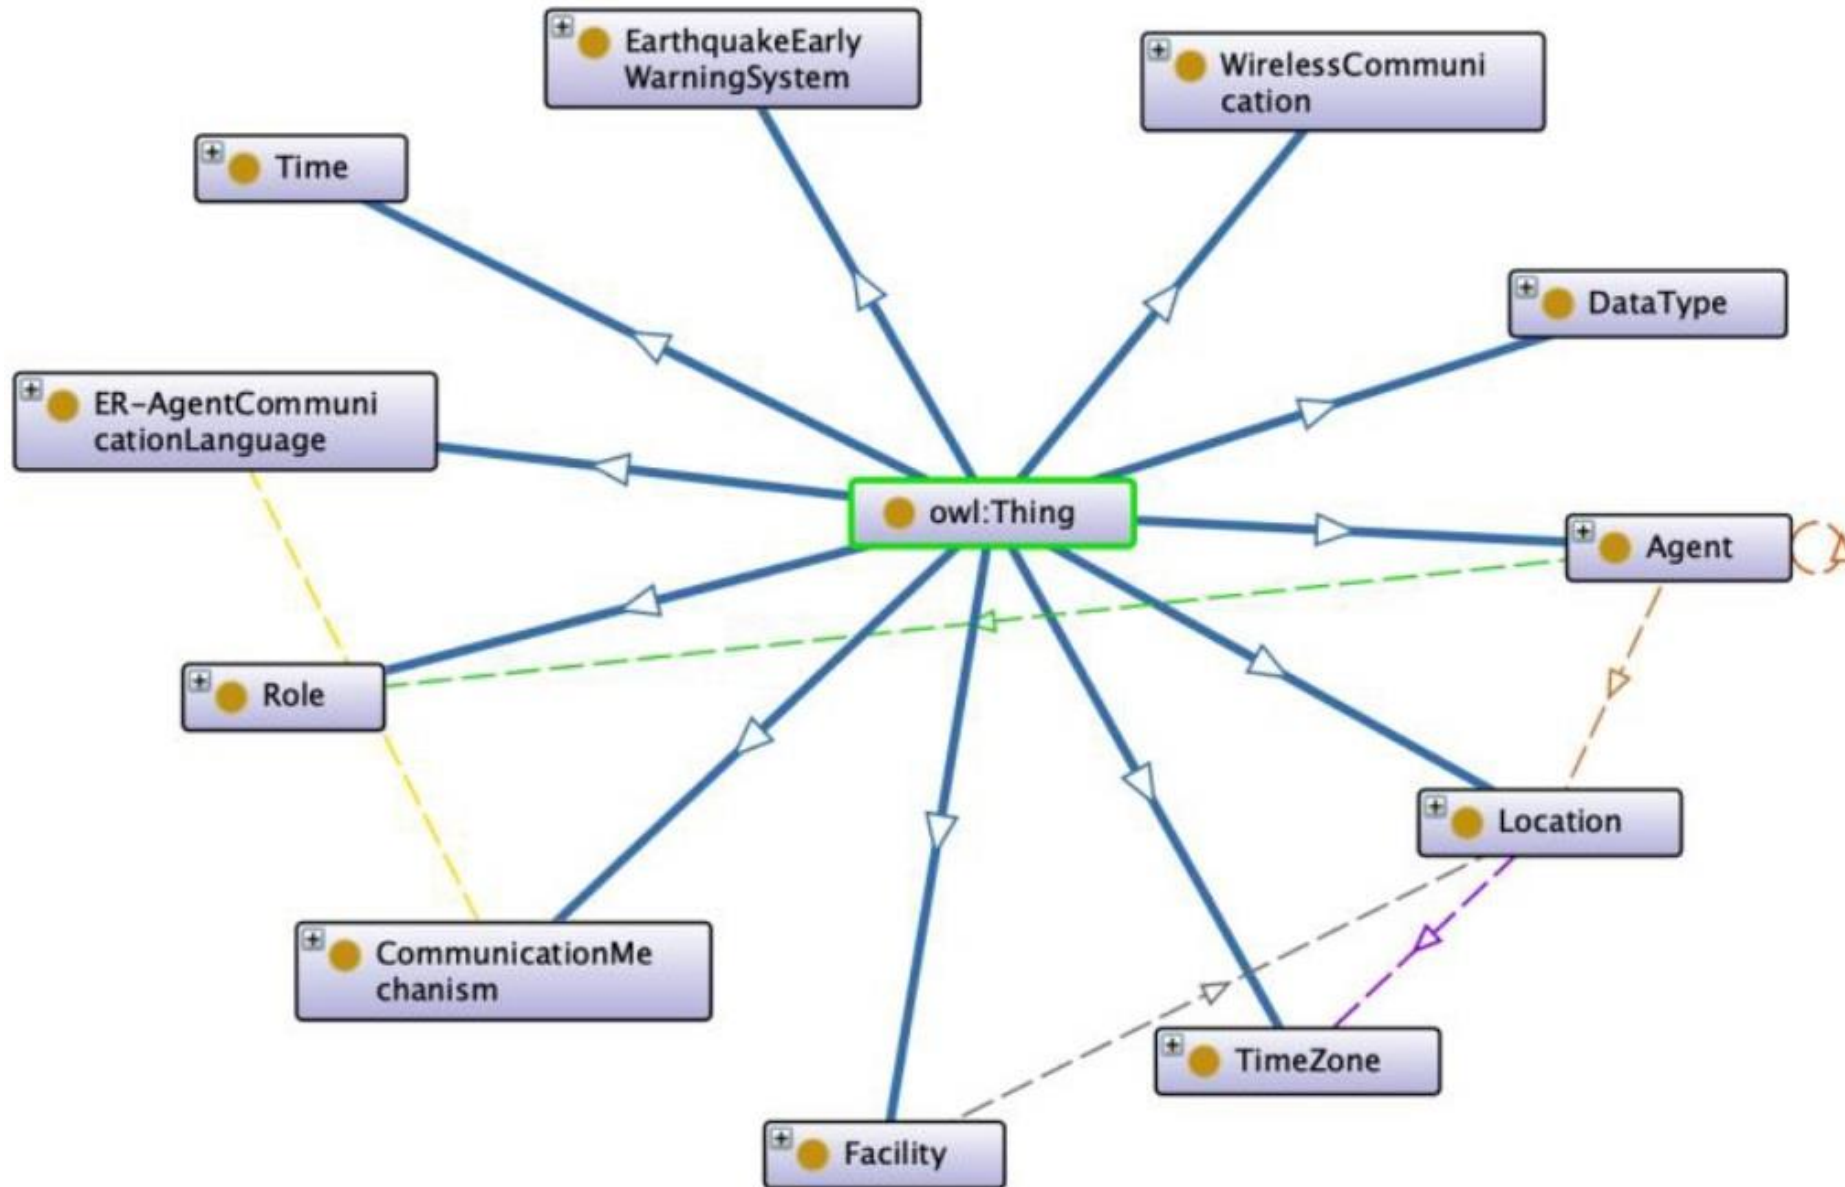 EarthquakeEarly
WarningSystem
WirelessCommuni
cation
Time
DataType
ER-AgentCommuni
cationLanguage
owl:Thing
Agent
Role
Location
CommunicationMe
chanism
TimeZone
Facility